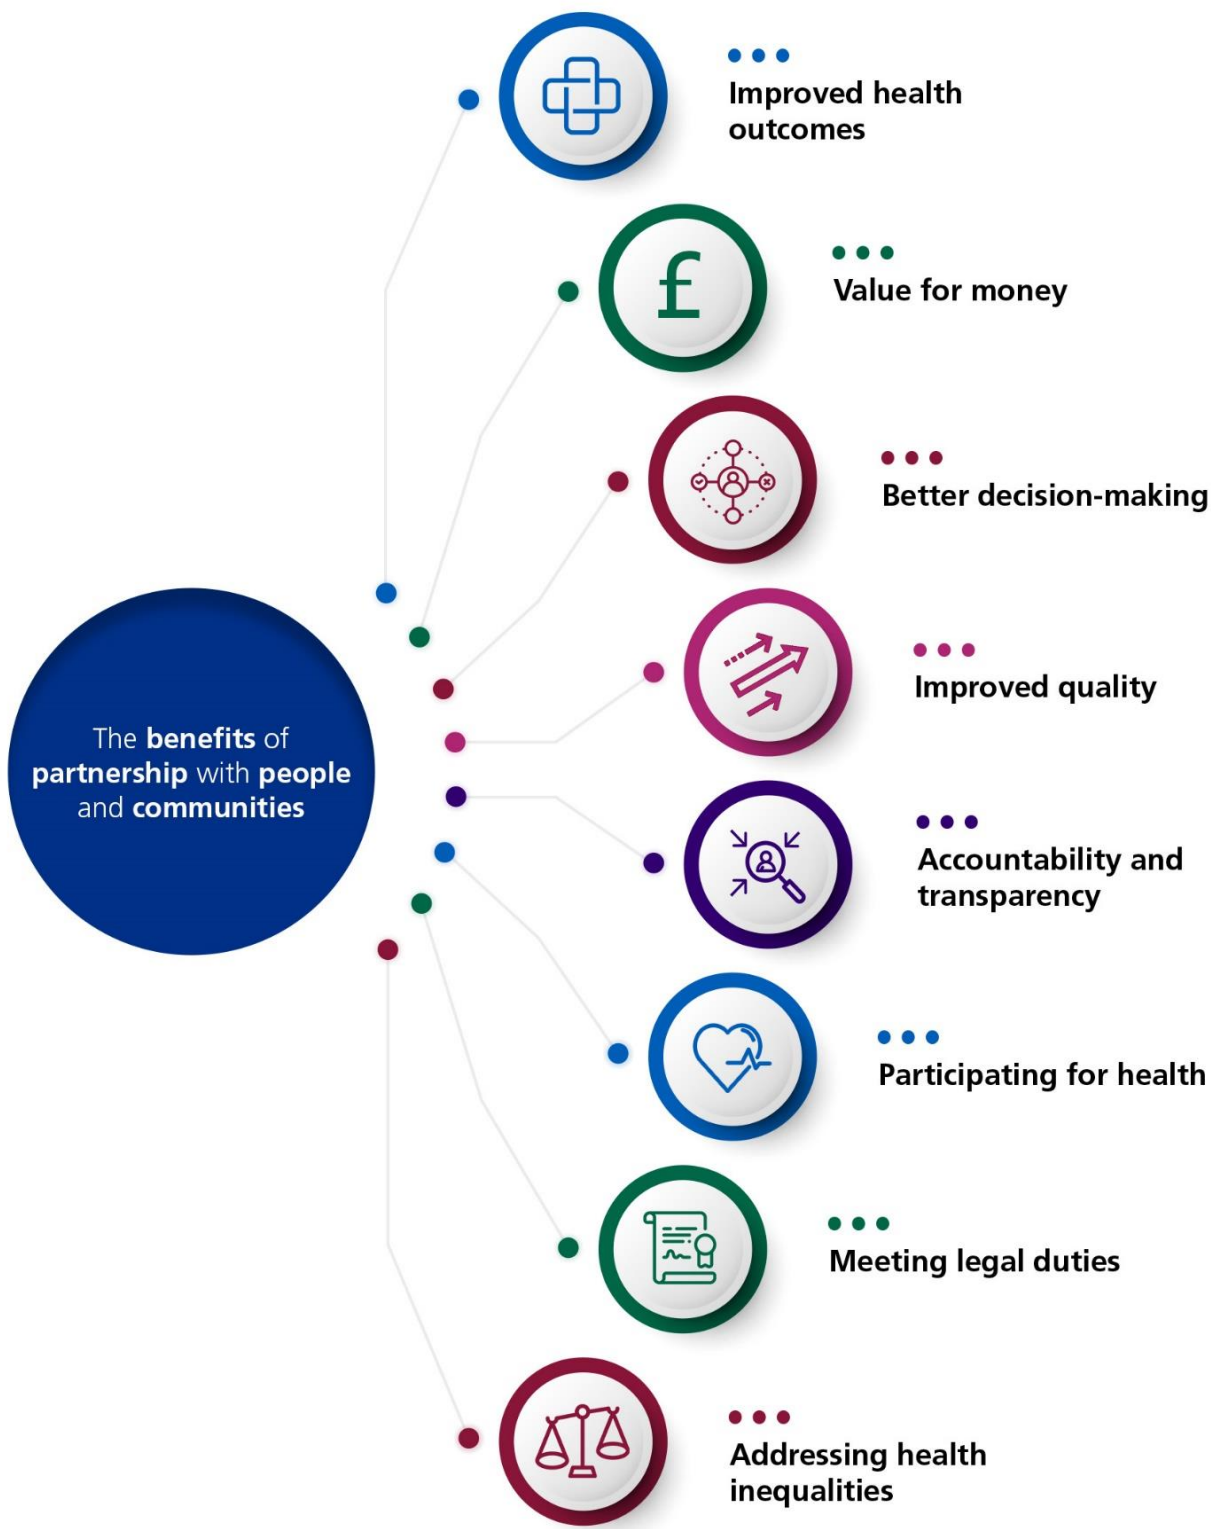 The benefits of
partnership with people
and communities
Improved health
outcomes
£
Value for money
Better decision-making
Improved quality
Accountability and
transparency
Participating for health
Meeting legal duties
Addressing health
inequalities